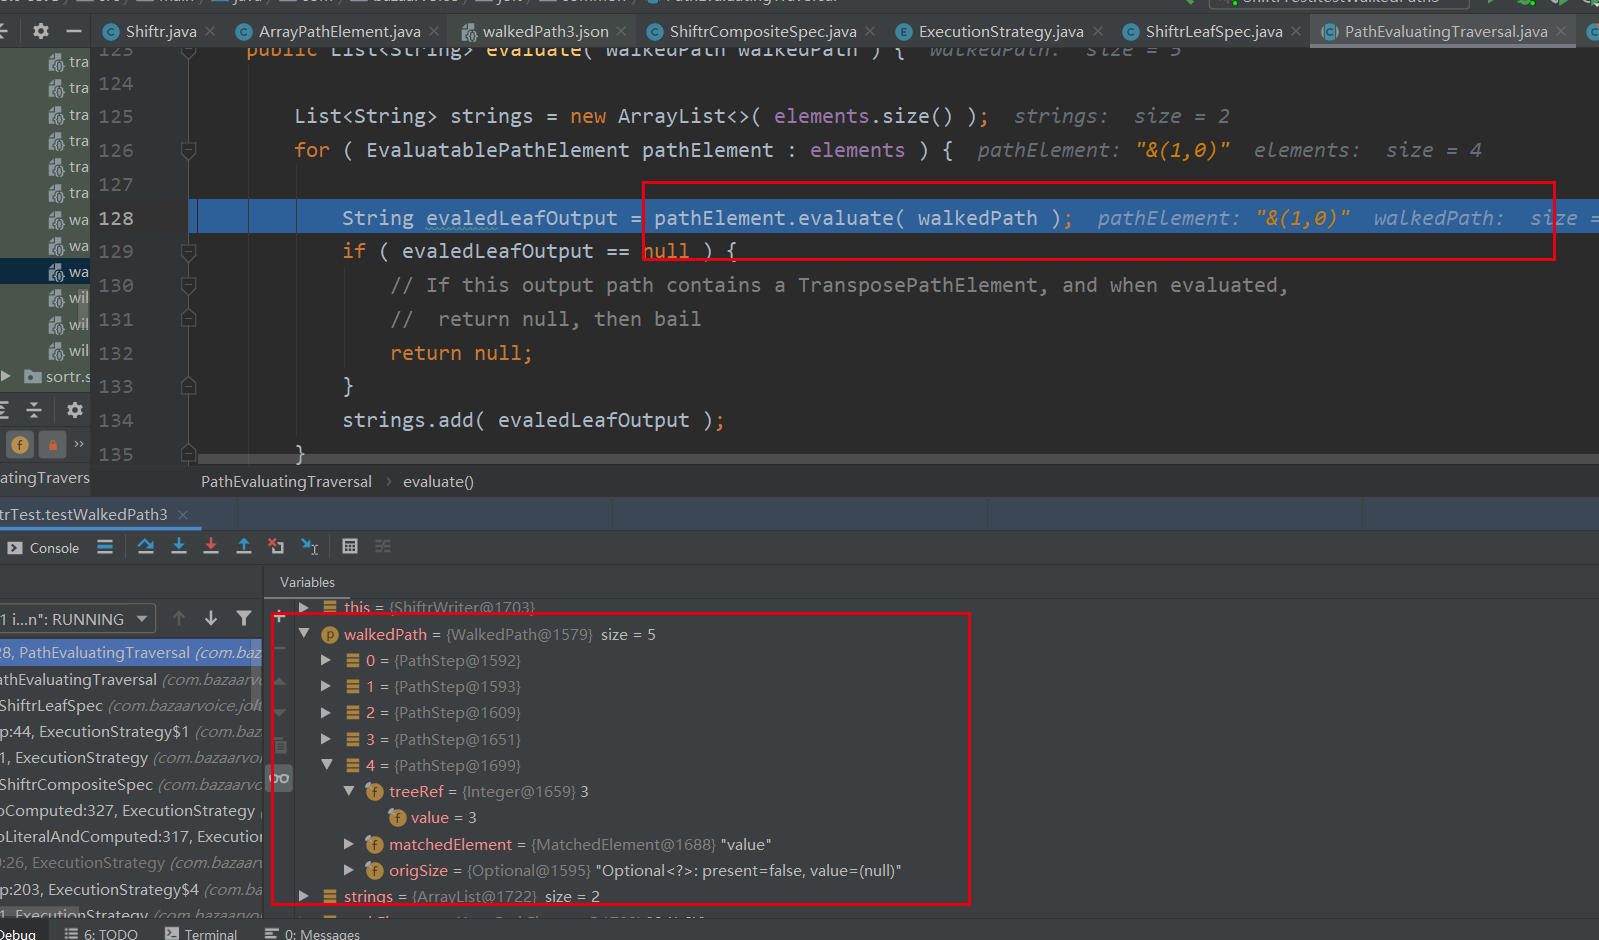 Shiftr.java ArrayPathElement.java walkedPath3.json ShiftrCompositeSpec.java ExecutionStrategy.java ShiftrLeafSpec.java PathEvaluatingTraversal.java
123 public List<String> evaluate( WalkedPath walkedPath ) { walkedPath: size = 5
tra
124
tra
125 List<String> strings = new ArrayList<>( elements.size() ); strings: size = 2
tra
tra
126 for ( EvaluatablePathElement pathElement : elements ) { pathElement: "&(1,0)" elements: size = 4
tra
127
tra
128 String evaledLeafOutput = pathElement.evaluate( walkedPath ); pathElement: "&(1,0)" walkedPath: size =
wa
wa
129 if ( evaledLeafOutput == null ) {
wa
130 // If this output path contains a TransposePathElement, and when evaluated,
wil
131 // return null, then bail
wil
132 return null;
wil
sortr.s
133 }
134 strings.add( evaledLeafOutput );
135 }
atingTravers
PathEvaluatingTraversal › evaluate()
trTest.testWalkedPath3
Console
Variables
this = {ShiftrWriter@1703}
1 i...n": RUNNING
walkedPath = {WalkedPath@1579} size = 5
28, PathEvaluatingTraversal (com.baz
0 = {PathStep@1592}
athEvaluatingTraversal (com.bazaarv
1 = {PathStep@1593}
ShiftrLeafSpec (com.bazaarvoice.jolt
2 = {PathStep@1609}
p:44, ExecutionStrategy$1 (com.baz
3 = {PathStep@1651}
1, ExecutionStrategy (com.bazaarvo
4 = {PathStep@1699}
ShiftrCompositeSpec (com.bazaarvo
treeRef = {Integer@1659} 3
oComputed:327, ExecutionStrategy
value = 3
oLiteralAndComputed:317, Execution
matchedElement = {MatchedElement@1688} "value"
0:26, ExecutionStrategy (com.bazaar
origSize = {Optional@1595} "Optional<?>: present=false, value=(null)"
p:203, ExecutionStrategy$4 (com.ba
strings = {ArrayList@1722} size = 2
1, ExecutionStrategy (com.bazaarvo
Debug 6: TODO Terminal 0: Messages